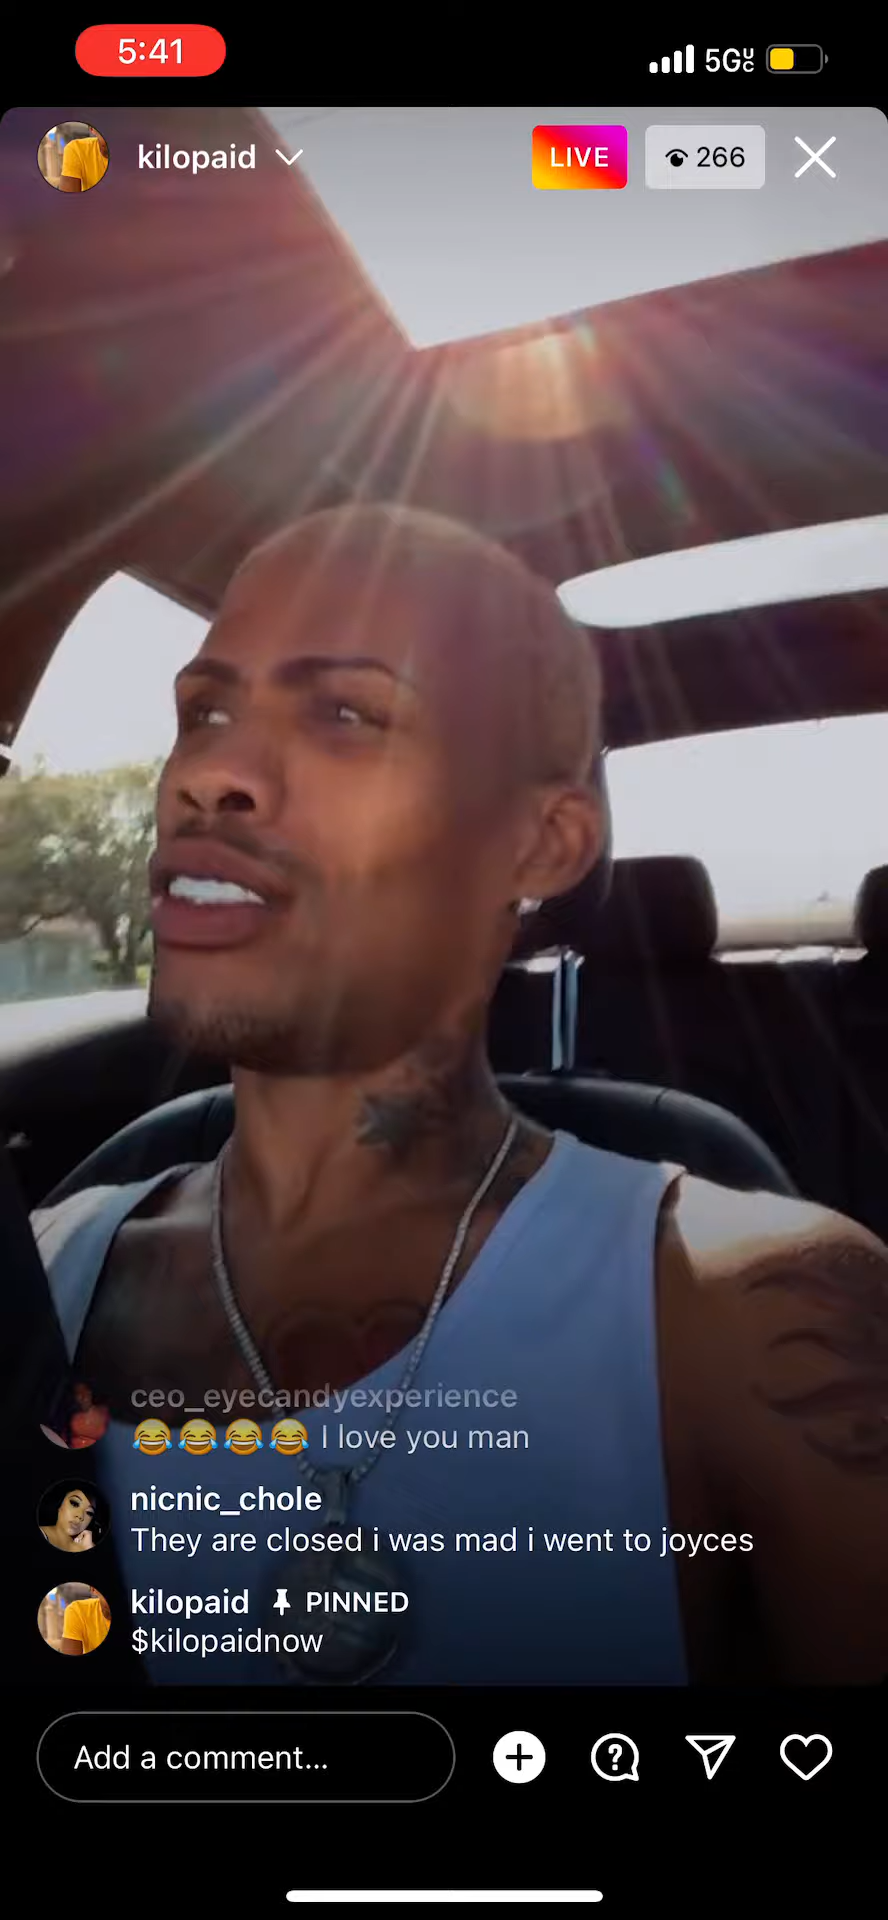 5:41
5GUC
kilopaid
LIVE
266
ceo_eyecandyexperience
😂😂😂😂 I love you man
nicnic_chole
They are closed i was mad i went to joyces
kilopaid PINNED
$kilopaidnow
Add a comment...